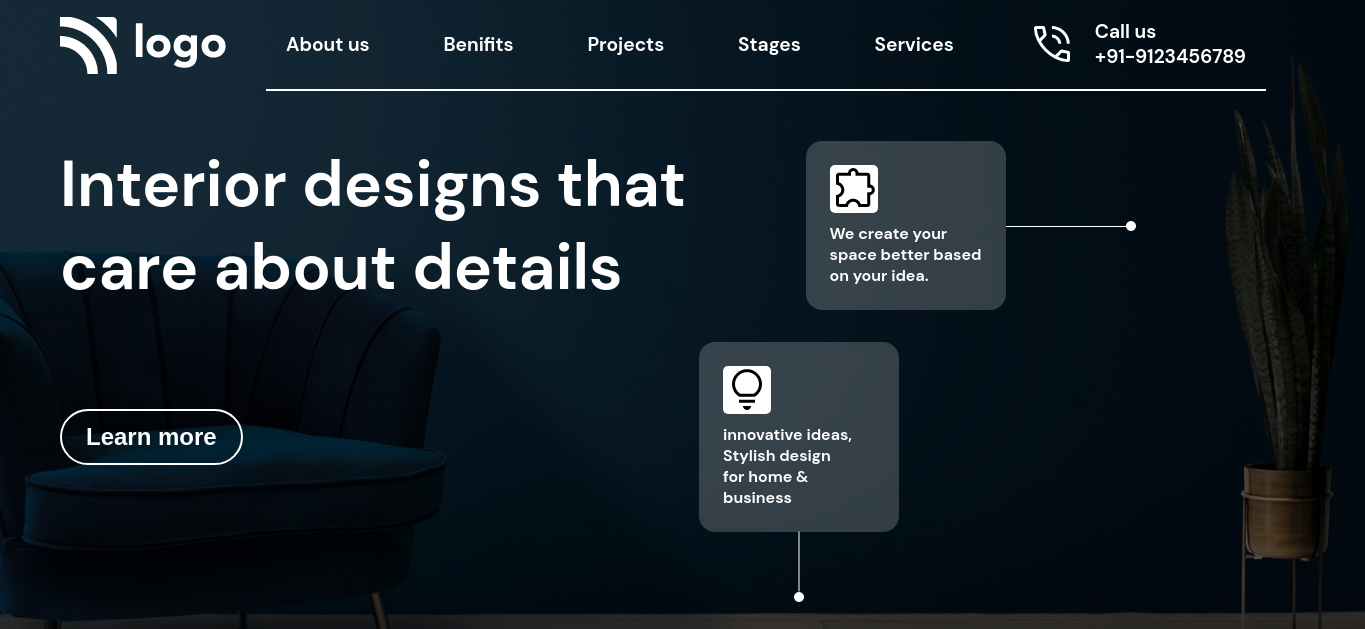 logo
About us
Benifits
Projects
Stages
Services
Call us
+91-9123456789
Interior designs that
care about details
We create your
space better based
on your idea.
innovative ideas,
Stylish design
for home &
business
Learn more